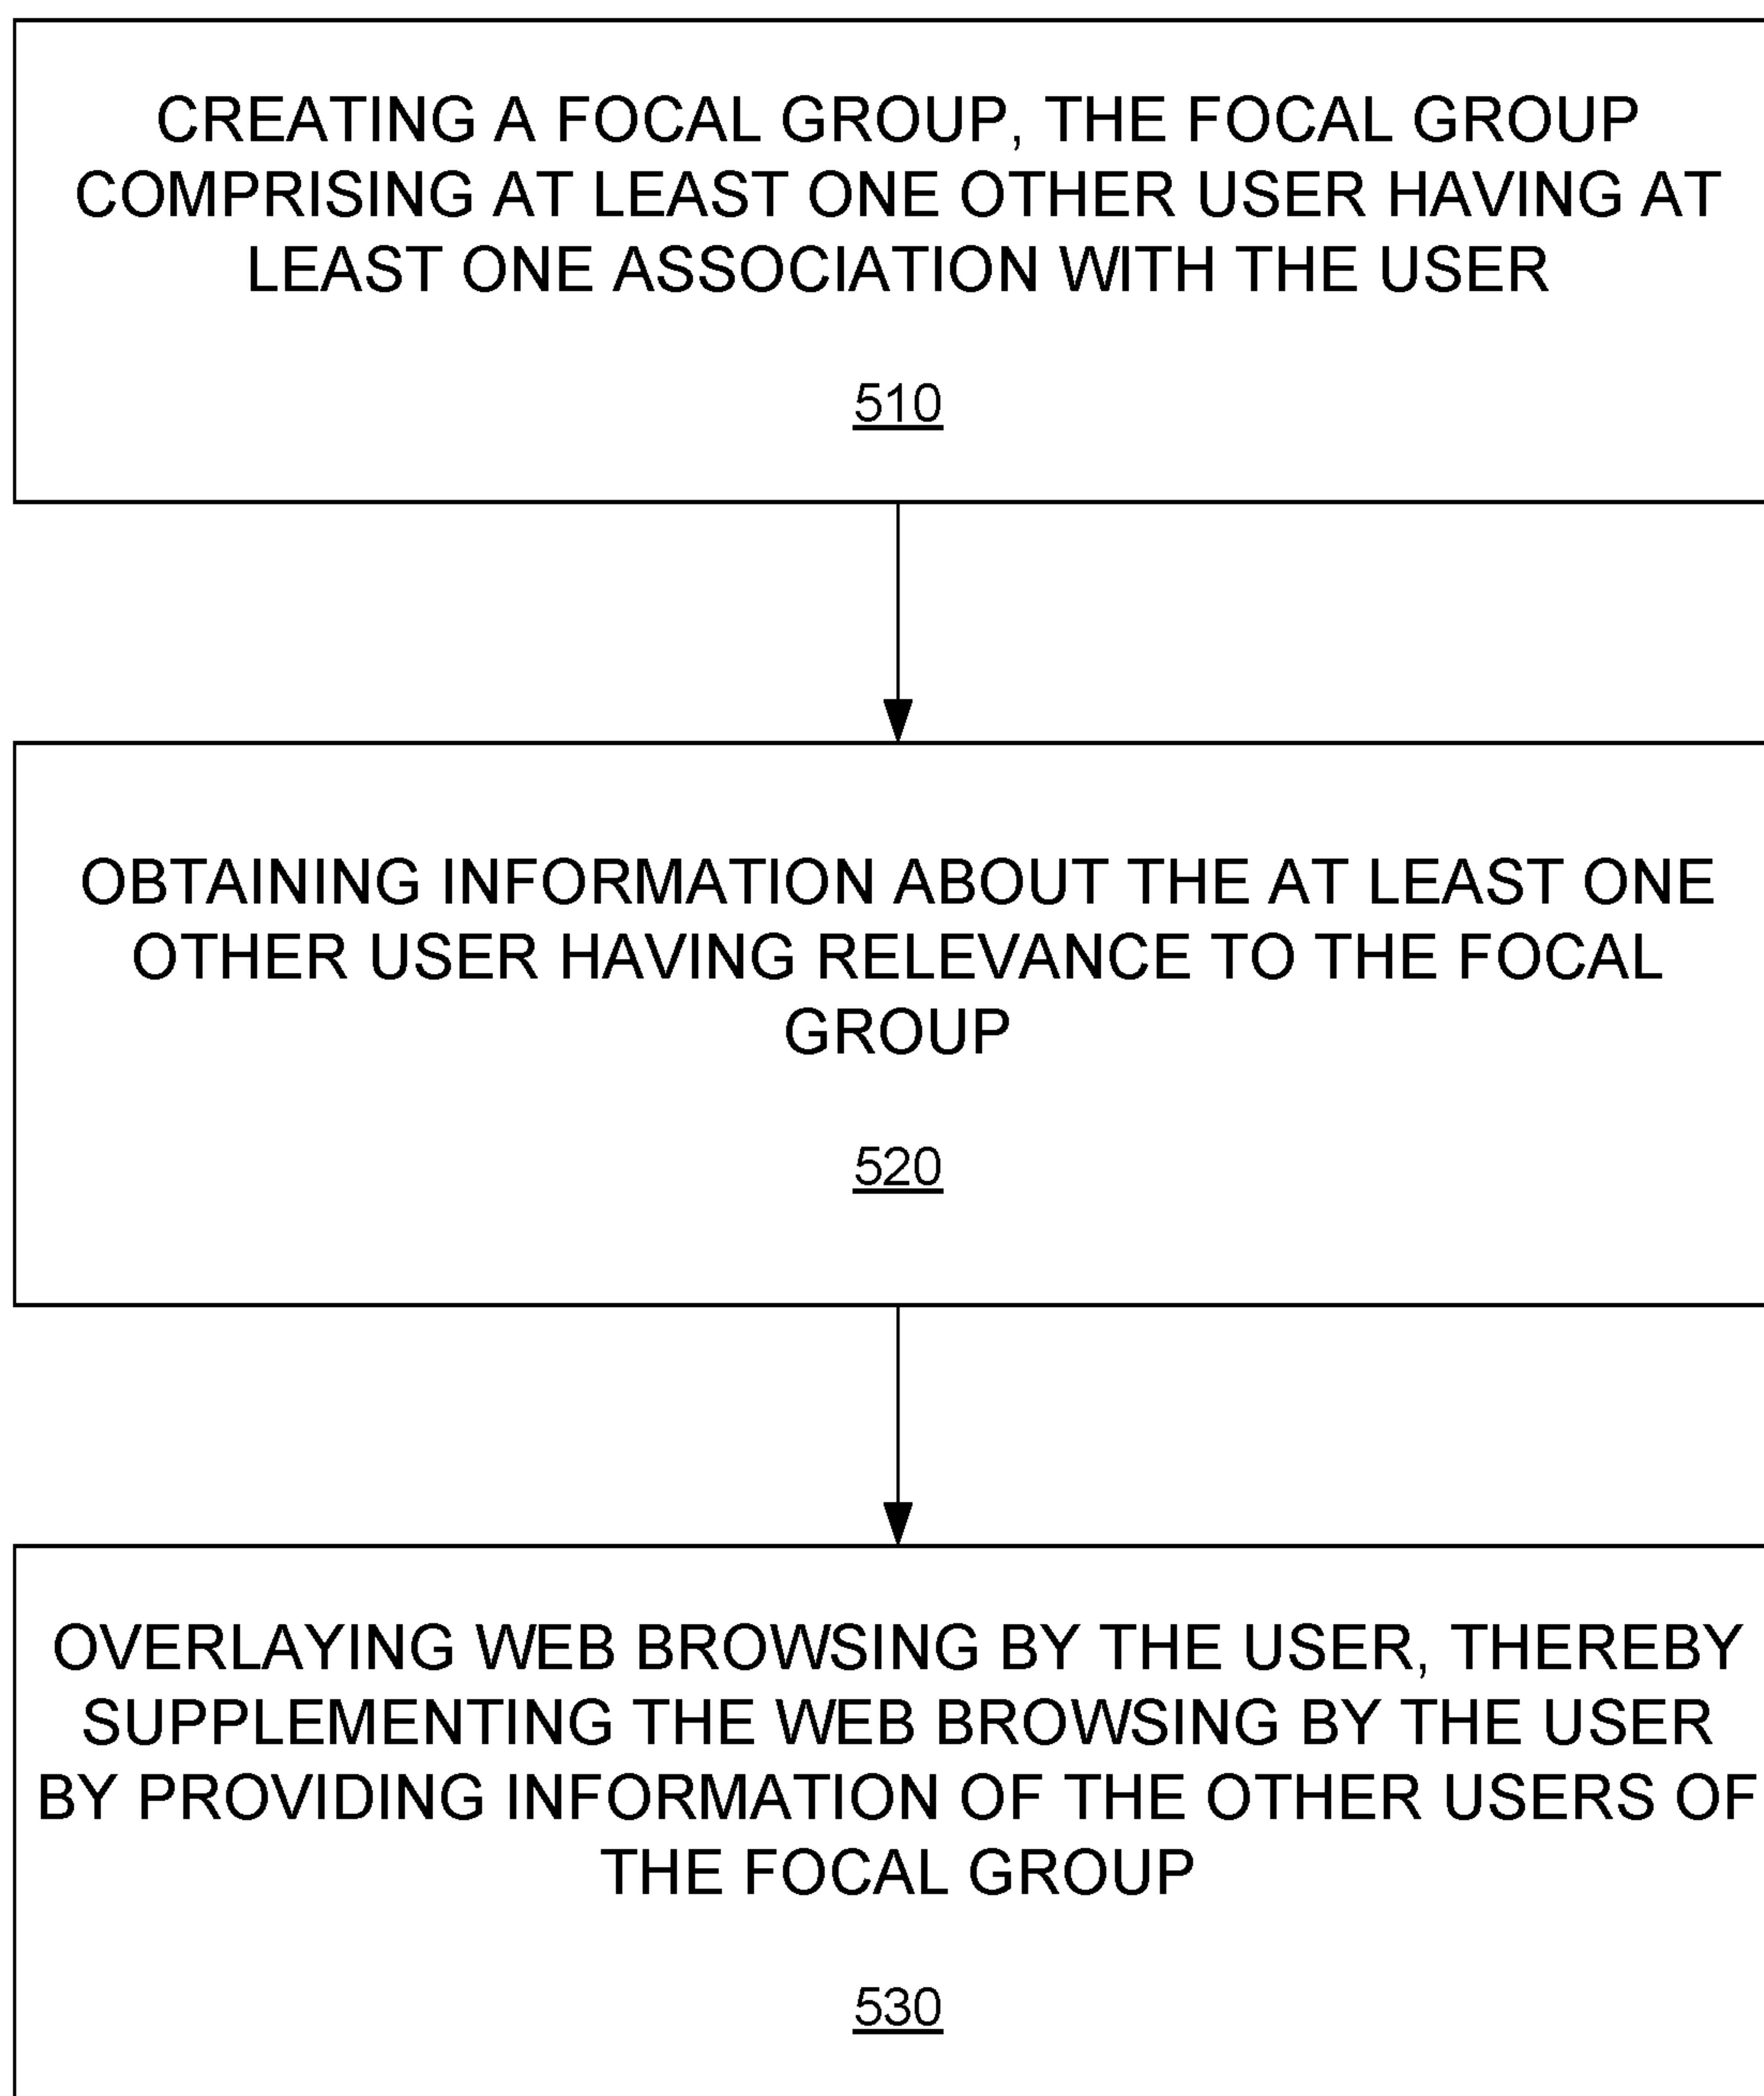 CREATING A FOCAL GROUP, THE FOCAL GROUP
COMPRISING AT LEAST ONE OTHER USER HAVING AT
LEAST ONE ASSOCIATION WITH THE USER
510
OBTAINING INFORMATION ABOUT THE AT LEAST ONE
OTHER USER HAVING RELEVANCE TO THE FOCAL
GROUP
520
OVERLAYING WEB BROWSING BY THE USER, THEREBY
SUPPLEMENTING THE WEB BROWSING BY THE USER
BY PROVIDING INFORMATION OF THE OTHER USERS OF
THE FOCAL GROUP
530